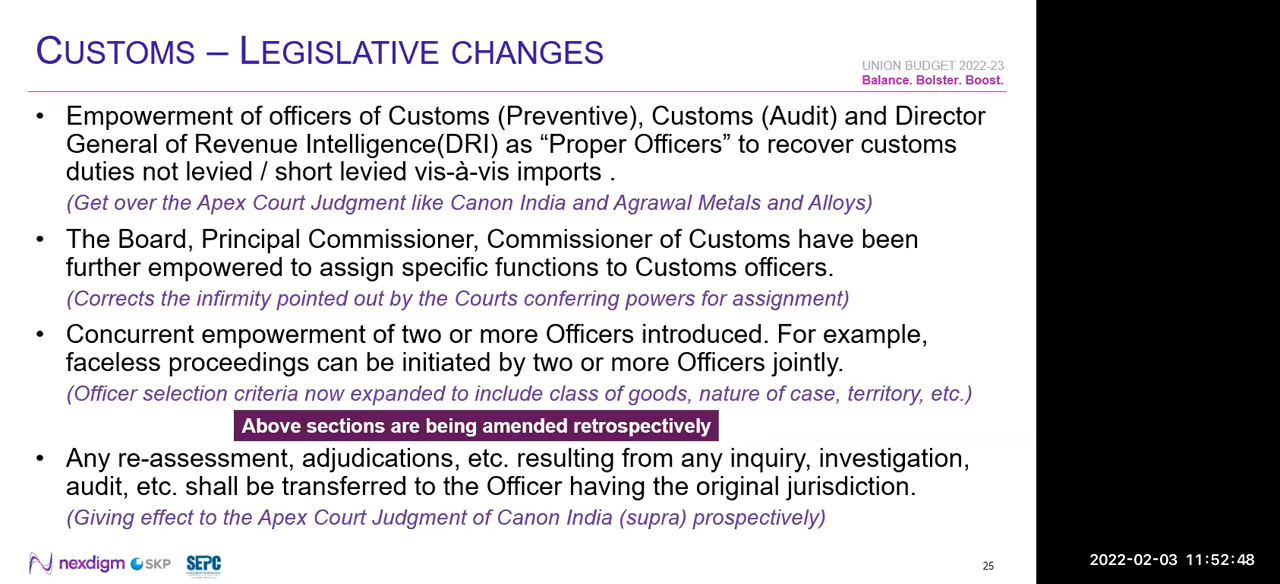 CUSTOMS – LEGISLATIVE CHANGES
UNION BUDGET 2022-23
Balance. Bolster. Boost.
• Empowerment of officers of Customs (Preventive), Customs (Audit) and Director
General of Revenue Intelligence(DRI) as “Proper Officers” to recover customs
duties not levied / short levied vis-à-vis imports .
(Get over the Apex Court Judgment like Canon India and Agrawal Metals and Alloys)
• The Board, Principal Commissioner, Commissioner of Customs have been
further empowered to assign specific functions to Customs officers.
(Corrects the infirmity pointed out by the Courts conferring powers for assignment)
• Concurrent empowerment of two or more Officers introduced. For example,
faceless proceedings can be initiated by two or more Officers jointly.
(Officer selection criteria now expanded to include class of goods, nature of case, territory, etc.)
Above sections are being amended retrospectively
• Any re-assessment, adjudications, etc. resulting from any inquiry, investigation,
audit, etc. shall be transferred to the Officer having the original jurisdiction.
(Giving effect to the Apex Court Judgment of Canon India (supra) prospectively)
nexdigm SKP SEPC
25
2022-02-03 11:52:48